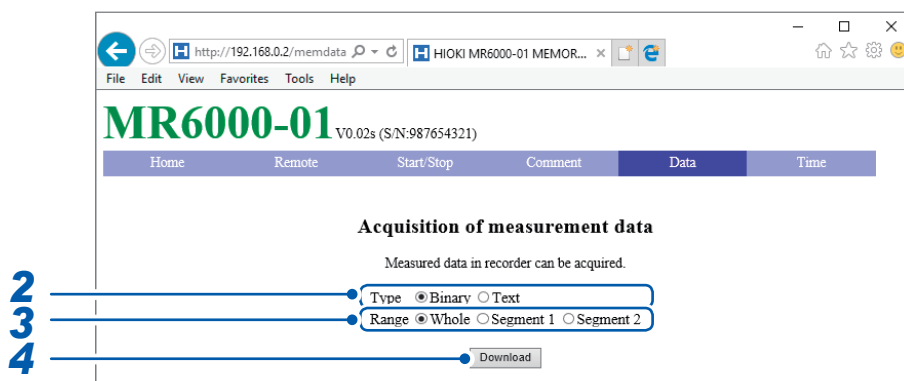 http://192.168.0.2/memdata
H HIOKI MR6000-01 MEMOR...
File Edit View Favorites Tools Help
MR6000-01 V0.02s (S/N:987654321)
Home Remote Start/Stop Comment Data Time
Acquisition of measurement data
Measured data in recorder can be acquired.
2 Type Binary Text
3 Range Whole Segment 1 Segment 2
4 Download